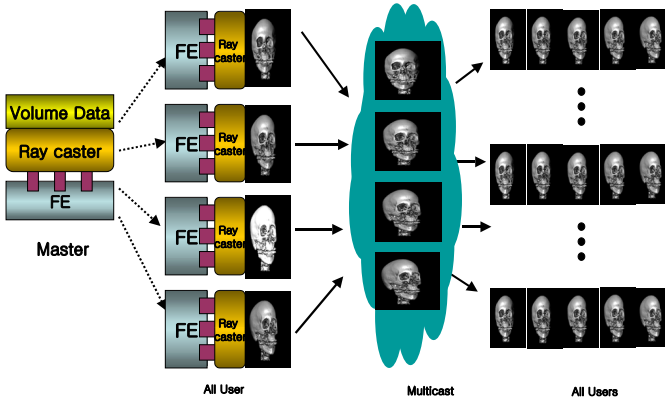 Volume Data
Ray caster
FE
Master
FE
Ray
caster
FE
Ray
caster
FE
Ray
caster
FE
Ray
caster
All User
Multicast
All Users